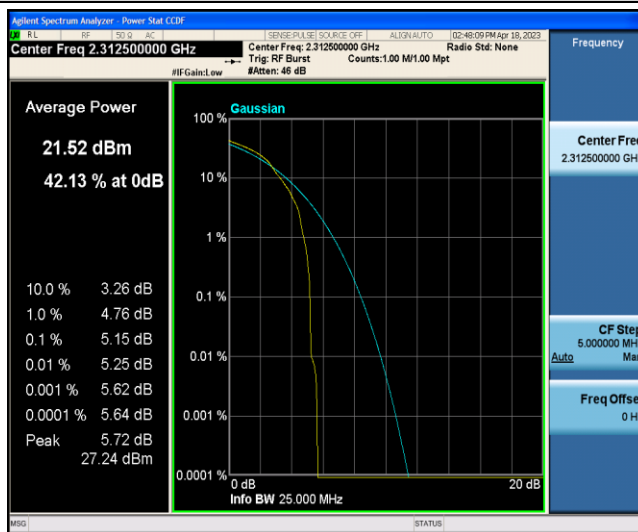 Agilent Spectrum Analyzer - Power Stat CCDF
RL RF 50 Ω AC SENSE:PULSE SOURCE OFF ALIGN AUTO 02:48:09 PM Apr 18, 2023
Center Freq 2.312500000 GHz
Center Freq: 2.312500000 GHz Radio Std: None
Trig: RF Burst Counts:1.00 M/1.00 Mpt
#IFGain:Low #Atten: 46 dB
Frequency
Average Power
21.52 dBm
42.13 % at 0dB
10.0 % 3.26 dB
1.0 % 4.76 dB
0.1 % 5.15 dB
0.01 % 5.25 dB
0.001 % 5.62 dB
0.0001 % 5.64 dB
Peak 5.72 dB
27.24 dBm
Gaussian
100 %
10 %
1 %
0.1 %
0.01 %
0.001 %
0.0001 %
0 dB 20 dB
Info BW 25.000 MHz
Center Fre
2.312500000 GH
CF Step
5.000000 MH
Auto Ma
Freq Offse
0 H
MSG STATUS